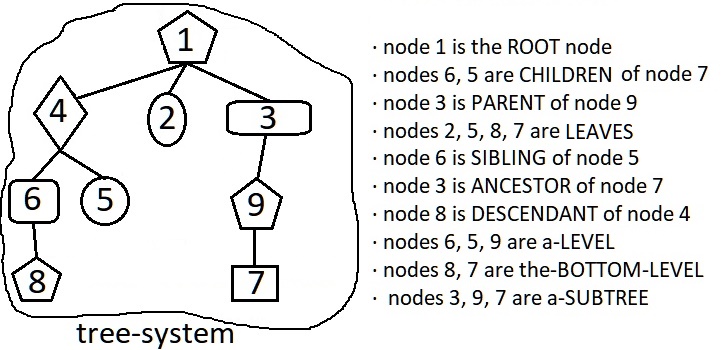 1
4
2
3
6
5
9
8
7
tree-system
· node 1 is the ROOT node
· nodes 6, 5 are CHILDREN of node 7
· node 3 is PARENT of node 9
· nodes 2, 5, 8, 7 are LEAVES
· node 6 is SIBLING of node 5
· node 3 is ANCESTOR of node 7
· node 8 is DESCENDANT of node 4
· nodes 6, 5, 9 are a-LEVEL
· nodes 8, 7 are the-BOTTOM-LEVEL
· nodes 3, 9, 7 are a-SUBTREE